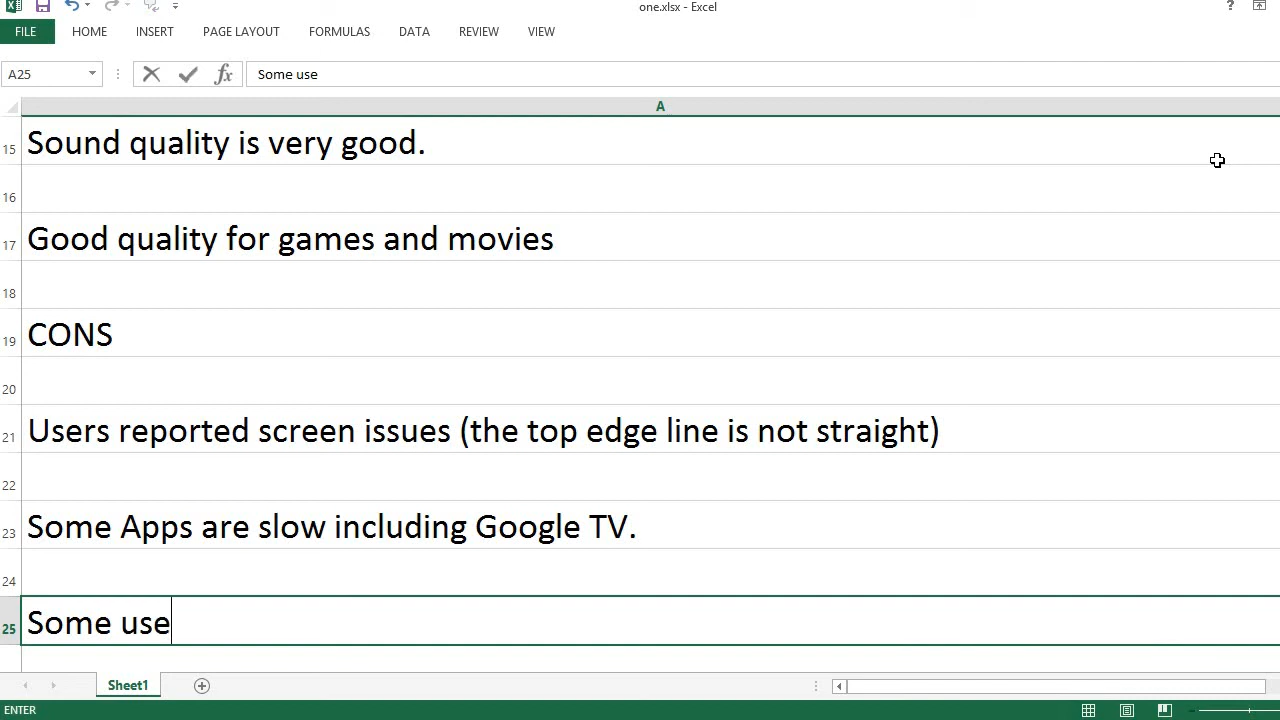 one.xlsx - Excel
?
FILE HOME INSERT PAGE LAYOUT FORMULAS DATA REVIEW VIEW
A25 fx Some use
A
15 Sound quality is very good.
16
17 Good quality for games and movies
18
19 CONS
20
21 Users reported screen issues (the top edge line is not straight)
22
23 Some Apps are slow including Google TV.
24
25 Some use
Sheet1
ENTER